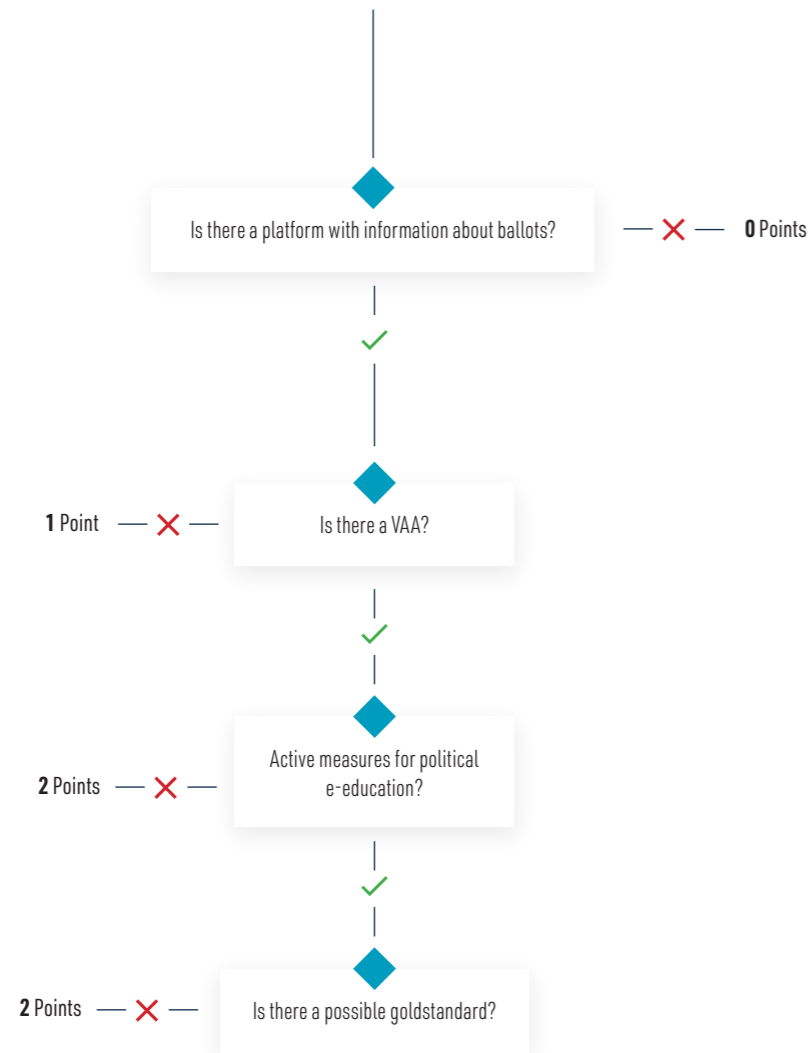 Is there a platform with information about ballots?
0 Points
1 Point
Is there a VAA?
Active measures for political
e-education?
2 Points
2 Points
Is there a possible goldstandard?